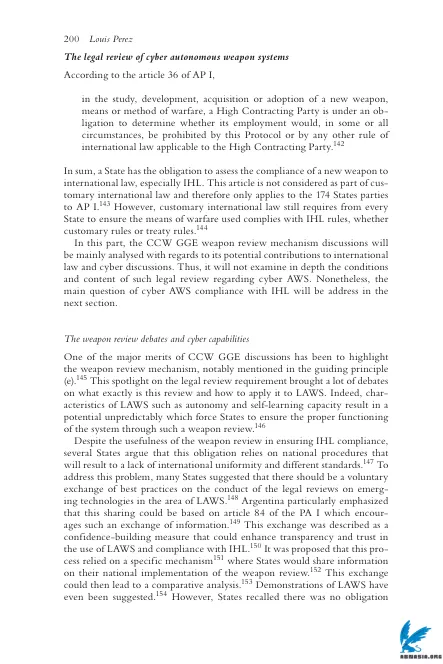 200 Louis Perez
The legal review of cyber autonomous weapon systems
According to the article 36 of AP I,
in the study, development, acquisition or adoption of a new weapon,
means or method of warfare, a High Contracting Party is under an ob-
ligation to determine whether its employment would, in some or all
circumstances, be prohibited by this Protocol or by any other rule of
international law applicable to the High Contracting Party.142
In sum, a State has the obligation to assess the compliance of a new weapon to
international law, especially IHL. This article is not considered as part of cus-
tomary international law and therefore only applies to the 174 States parties
to AP I.143 However, customary international law still requires from every
State to ensure the means of warfare used complies with IHL rules, whether
customary rules or treaty rules.144
In this part, the CCW GGE weapon review mechanism discussions will
be mainly analysed with regards to its potential contributions to international
law and cyber discussions. Thus, it will not examine in depth the conditions
and content of such legal review regarding cyber AWS. Nonetheless, the
main question of cyber AWS compliance with IHL will be address in the
next section.
The weapon review debates and cyber capabilities
One of the major merits of CCW GGE discussions has been to highlight
the weapon review mechanism, notably mentioned in the guiding principle
(e).145 This spotlight on the legal review requirement brought a lot of debates
on what exactly is this review and how to apply it to LAWS. Indeed, char-
acteristics of LAWS such as autonomy and self-learning capacity result in a
potential unpredictably which force States to ensure the proper functioning
of the system through such a weapon review.146
Despite the usefulness of the weapon review in ensuring IHL compliance,
several States argue that this obligation relies on national procedures that
will result to a lack of international uniformity and different standards.147 To
address this problem, many States suggested that there should be a voluntary
exchange of best practices on the conduct of the legal reviews on emerg-
ing technologies in the area of LAWS.148 Argentina particularly emphasized
that this sharing could be based on article 84 of the PA I which encour-
ages such an exchange of information.149 This exchange was described as a
confidence-building measure that could enhance transparency and trust in
the use of LAWS and compliance with IHL.150 It was proposed that this pro-
cess relied on a specific mechanism151 where States would share information
on their national implementation of the weapon review.152 This exchange
could then lead to a comparative analysis.153 Demonstrations of LAWS have
even been suggested.154 However, States recalled there was no obligation